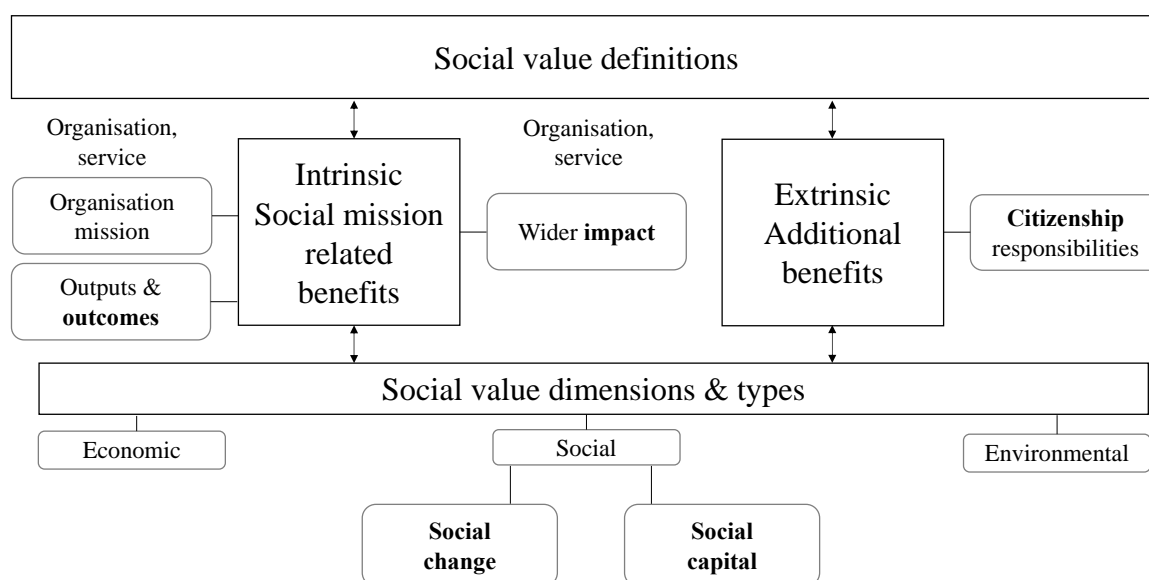 Social value definitions
Organisation,
service
Organisation
mission
Outputs &
outcomes
Intrinsic
Social mission
related
benefits
Organisation,
service
Wider impact
Extrinsic
Additional
benefits
Citizenship
responsibilities
Social value dimensions & types
Economic
Social
Environmental
Social
change
Social
capital